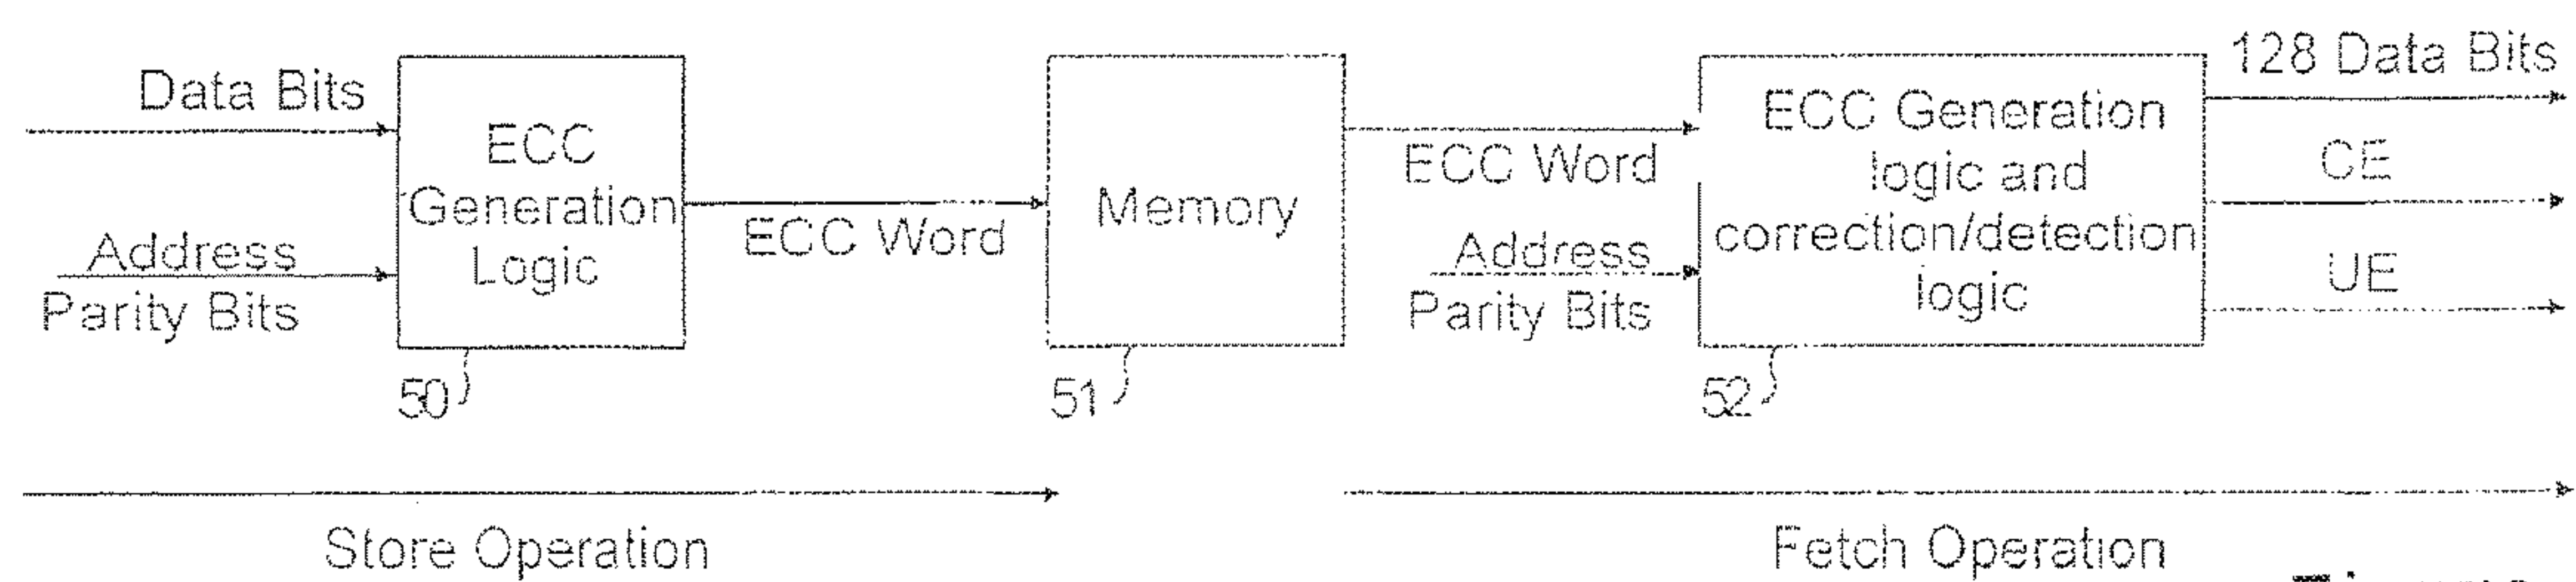 Data Bits
Address
Parity Bits
ECC
Generation
Logic
50
ECC Word
Memory
51
ECC Word
Address
Parity Bits
ECC Generation
logic and
correction/detection
logic
52
128 Data Bits
CE
UE
Store Operation
Fetch Operation